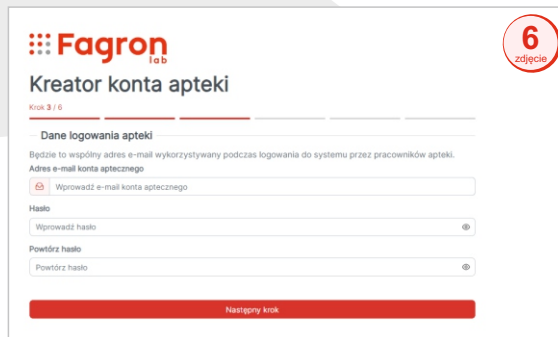 Fagron
lab
6
zdjęcie
Kreator konta apteki
Krok 3 / 6
Dane logowania apteki
Będzie to wspólny adres e-mail wykorzystywany podczas logowania do systemu przez pracowników apteki.
Adres e-mail konta aptecznego
Wprowadź e-mail konta aptecznego
Hasło
Wprowadź hasło
Powtórz hasło
Powtórz hasło
Następny krok